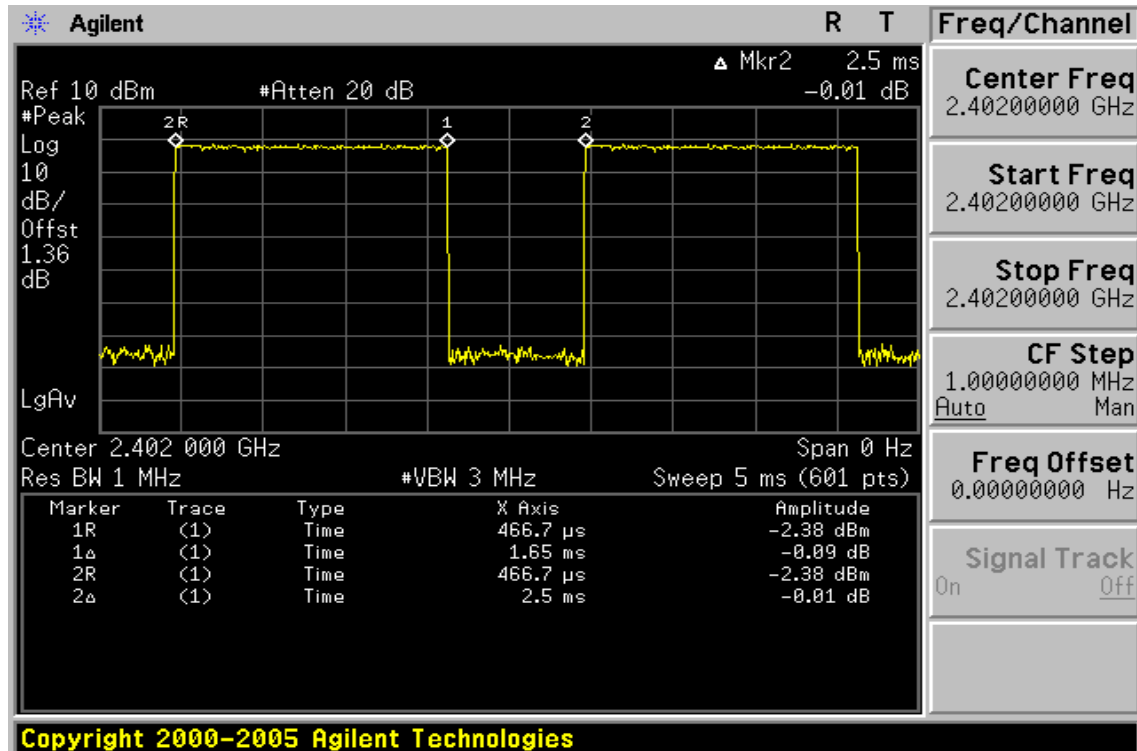 Agilent R T
Freq/Channel
Δ Mkr2 2.5 ms
Ref 10 dBm #Atten 20 dB -0.01 dB
#Peak
Log
10
dB/
Offst
1.36
dB
LgAv
2R 1 2
Center 2.402 000 GHz Span 0 Hz
Res BW 1 MHz #VBW 3 MHz Sweep 5 ms (601 pts)
Marker Trace Type X Axis Amplitude
1R (1) Time 466.7 µs -2.38 dBm
1Δ (1) Time 1.65 ms -0.09 dB
2R (1) Time 466.7 µs -2.38 dBm
2Δ (1) Time 2.5 ms -0.01 dB
Center Freq
2.40200000 GHz
Start Freq
2.40200000 GHz
Stop Freq
2.40200000 GHz
CF Step
1.00000000 MHz
Auto Man
Freq Offset
0.00000000 Hz
Signal Track
On Off
Copyright 2000-2005 Agilent Technologies